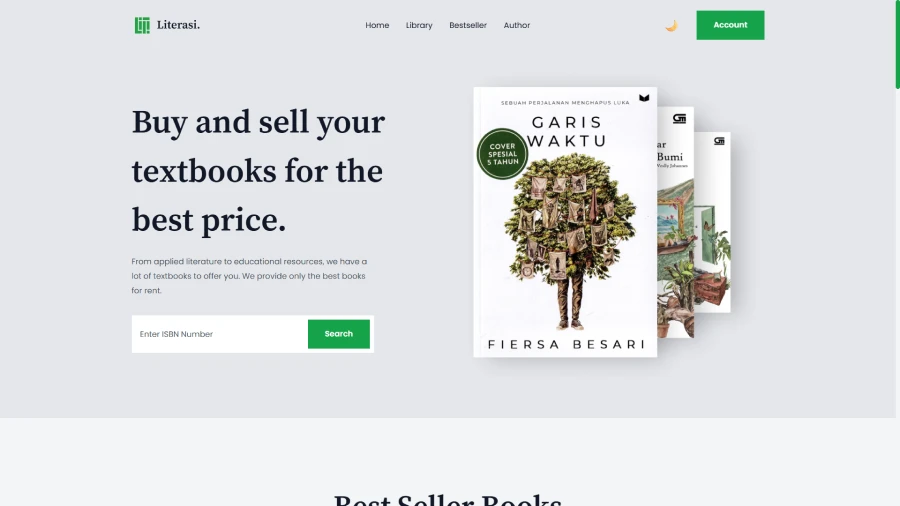 Literasi.
Home
Library
Bestseller
Author
Account
Buy and sell your
textbooks for the
best price.
From applied literature to educational resources, we have a
lot of textbooks to offer you. We provide only the best books
for rent.
Enter ISBN Number
Search
SEBUAH PERJALANAN MENGHAPUS LUKA
GARIS
WAKTU
COVER
SPESIAL
5 TAHUN
FIERSA BESARI
ar
Bumi
Best Seller Books